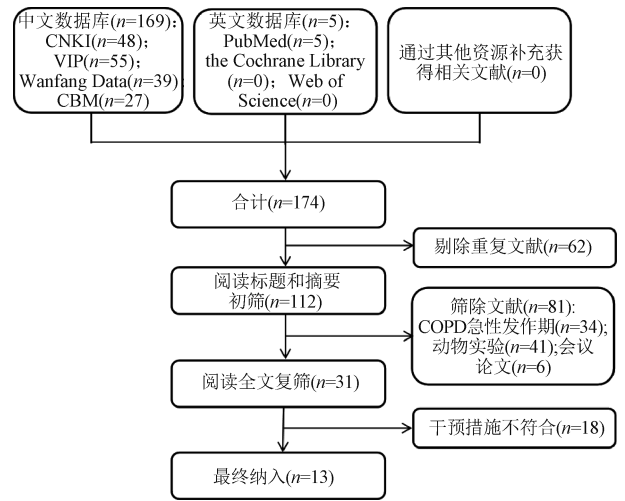 中文数据库(n=169)：
CNKI(n=48)；
VIP(n=55)；
Wanfang Data(n=39)；
CBM(n=27)
英文数据库(n=5)：
PubMed(n=5)；
the Cochrane Library
(n=0)；Web of
Science(n=0)
通过其他资源补充获
得相关文献(n=0)
合计(n=174)
剔除重复文献(n=62)
阅读标题和摘要
初筛(n=112)
筛除文献(n=81):
COPD急性发作期(n=34);
动物实验(n=41);会议
论文(n=6)
阅读全文复筛(n=31)
干预措施不符合(n=18)
最终纳入(n=13)